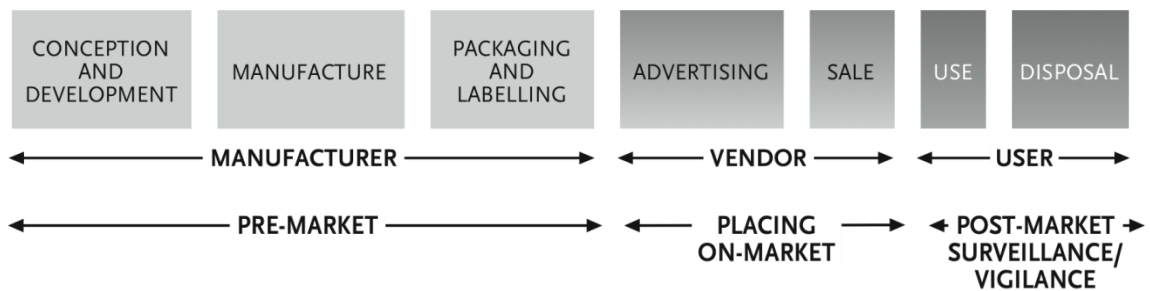 CONCEPTION
AND
DEVELOPMENT
MANUFACTURE
PACKAGING
AND
LABELLING
ADVERTISING
SALE
USE
DISPOSAL
MANUFACTURER
VENDOR
USER
PRE-MARKET
PLACING
ON-MARKET
POST-MARKET
SURVEILLANCE/
VIGILANCE